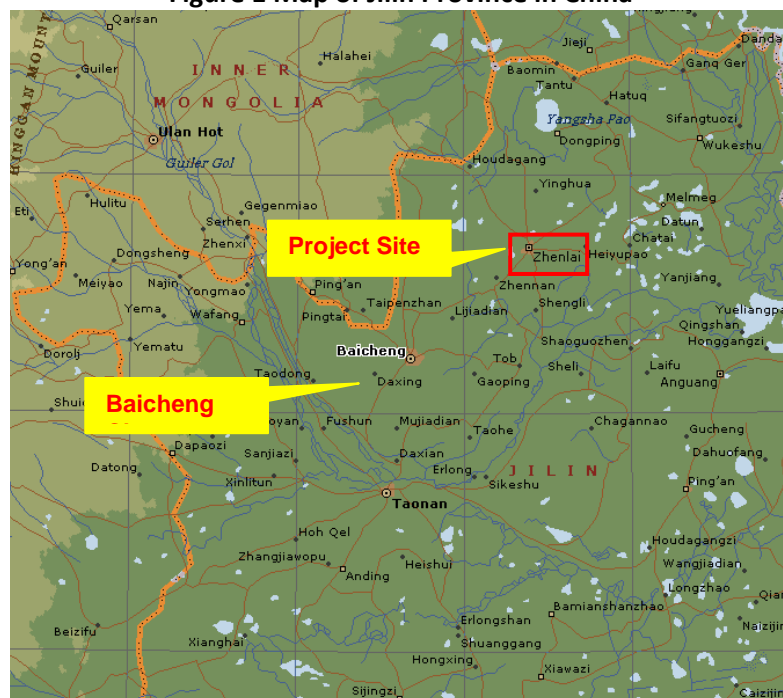 Qarsan
Jieji
Danda
Guiler
INNER
Halahei
Baomin
Ganq Ger
Tantu
MONGOLIA
Hatuq
HINGGAN MOUNT
Ulan Hot
Yangsha Pao
Sifangtuozi
Dongping
Wukeshu
Guiler Gol
Houdagang
Yinghua
Hulitu
Gegenmiao
Melmeg
Eti
Serhen
Datun
Zhenxi
Project Site
Chatai
Zhenlai
Heiyupao
Dongsheng
Yong'an
Meiyao
Najin
Yongmao
Ping'an
Zhennan
Yanjiang
Yema
Wafang
Pingtai
Taipenzhan
Lijiadian
Shengli
Yueliangpa
Qingshan
Dorolj
Yematu
Baicheng
Shaoguozhen
Honggangzi
Tob
Taodong
Daxing
Gaoping
Sheli
Laifu
Anguang
Baicheng
Shui
oyan
Fushun
Mujiadian
Chagannao
Taohe
Gucheng
Dapaozi
Sanjiazi
Daxian
Dahuofang
Datong
Xinlitun
Erlong
JILIN
Sikeshu
Ping'an
Taonan
Hoh Qel
Houdagangzi
Zhangjiawopu
Heishui
Wangjiadian
Anding
Longzhao
Qian
Bamianshanzhao
Beizifu
Erlongshan
Naizijin
Xianghai
Shuanggang
Hongxing
Xiawazi
Sijingzi
Caizijin